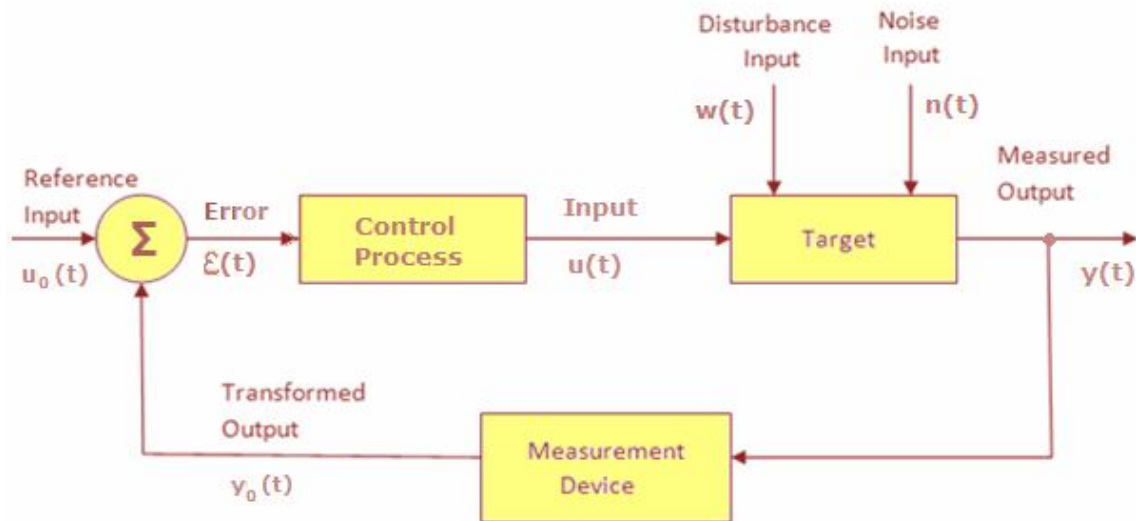 Disturbance
Input
w(t)
Noise
Input
n(t)
Reference
Input
u₀(t)
Σ
Error
Ɛ(t)
Control
Process
Input
u(t)
Target
Measured
Output
y(t)
Transformed
Output
y₀(t)
Measurement
Device